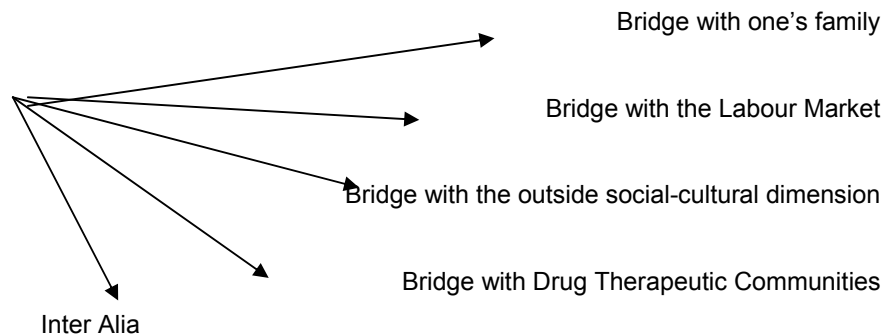 Bridge with one’s family
Bridge with the Labour Market
Bridge with the outside social-cultural dimension
Bridge with Drug Therapeutic Communities
Inter Alia